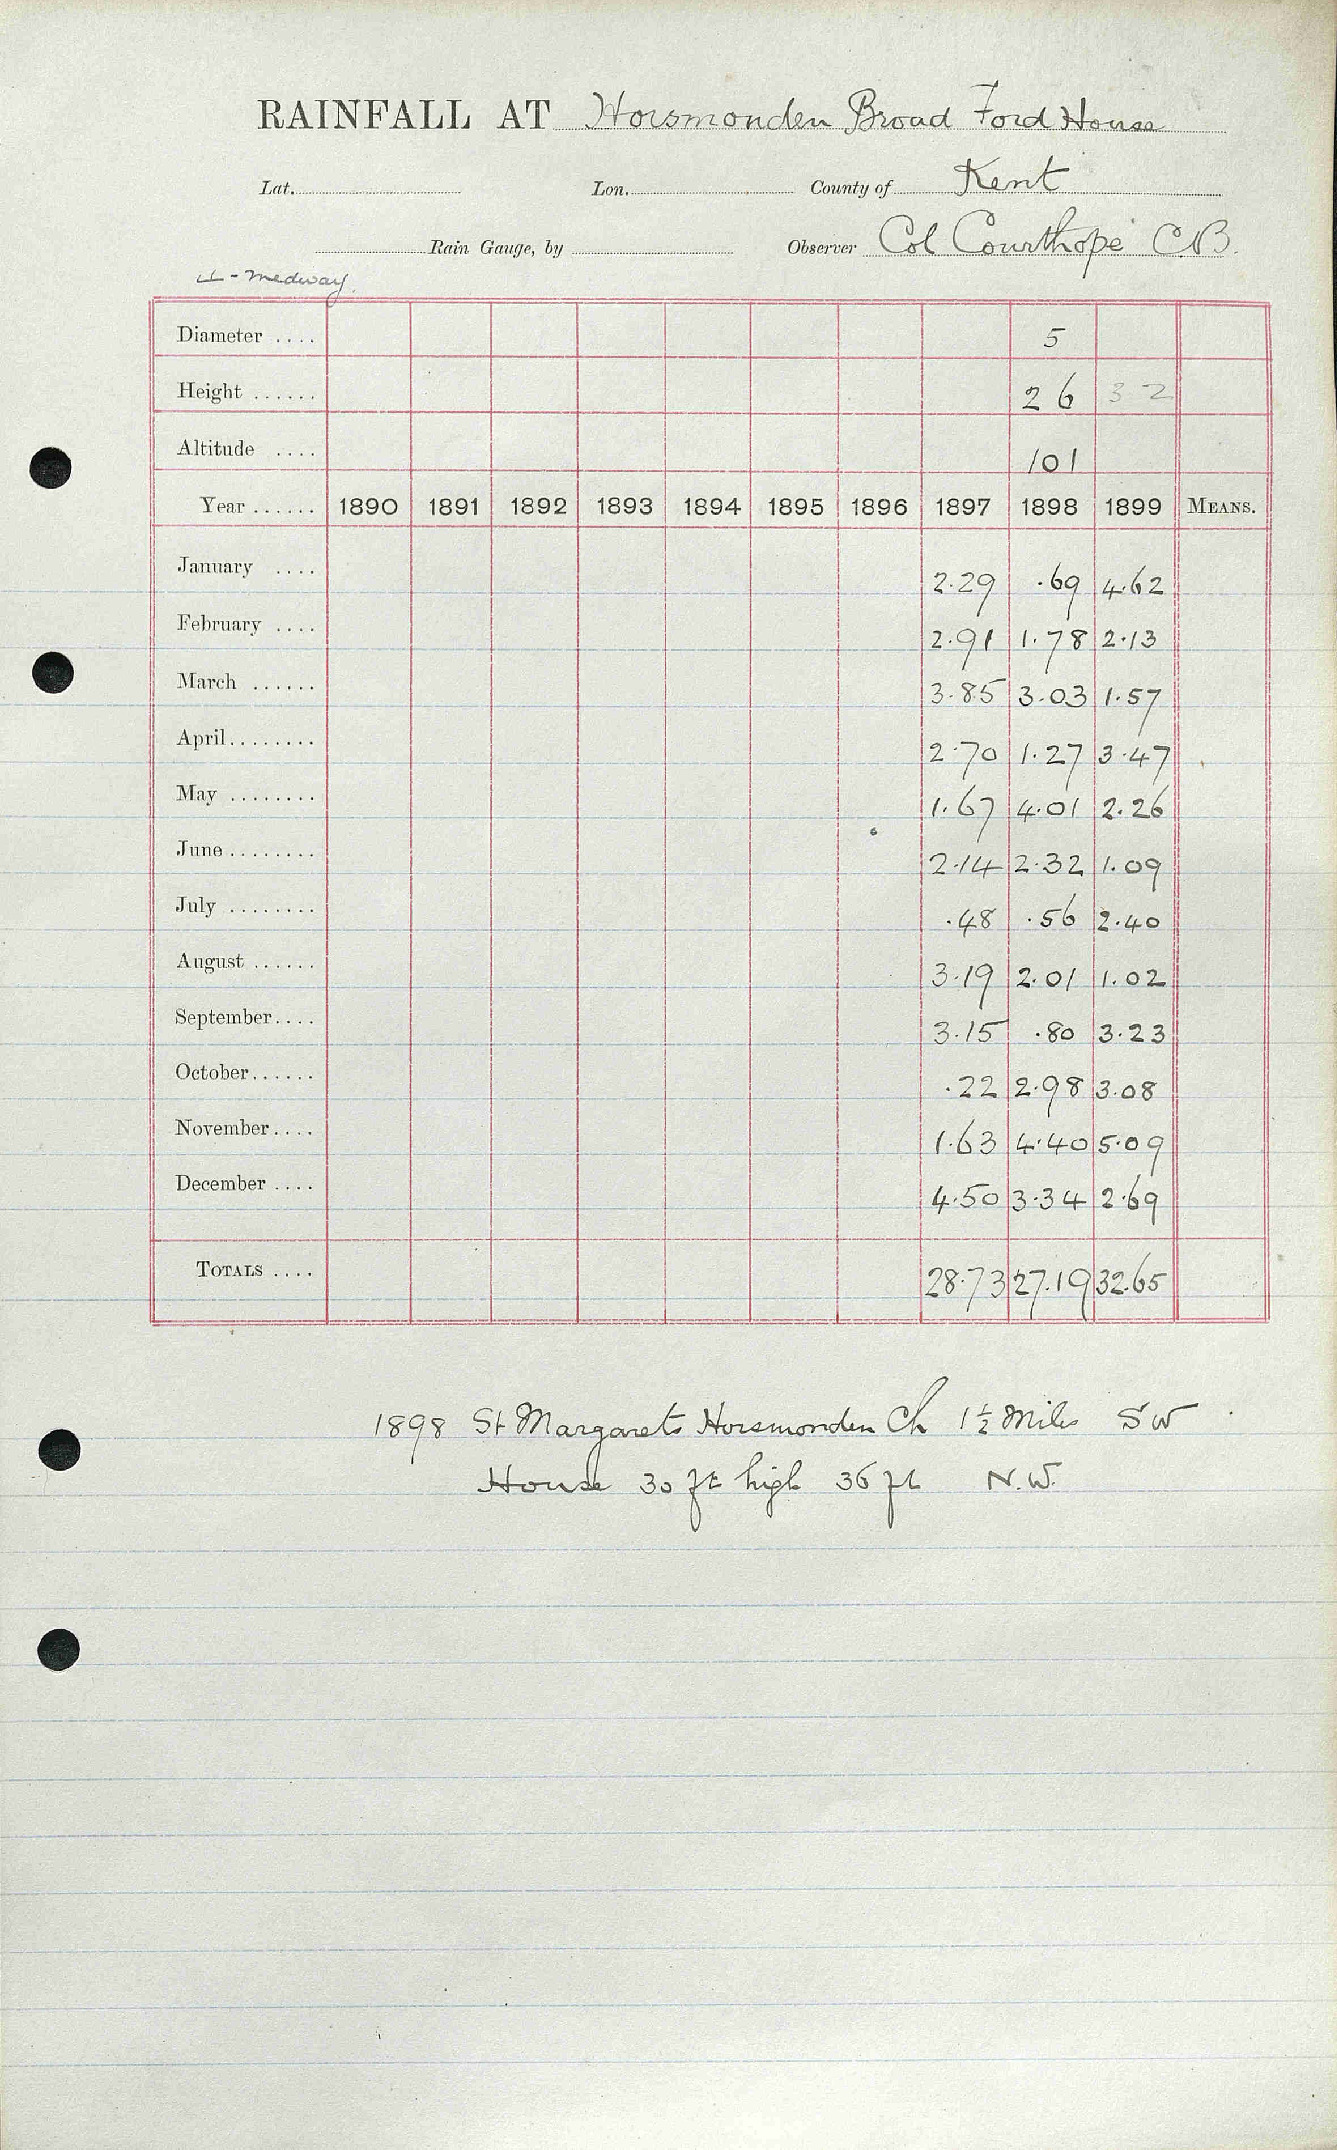 RAINFALL AT Horsmonden Broad Ford House
Lat. Lon. County of Kent
Rain Gauge, by Observer Col Courthope CB.
Medway
Diameter .... 5
Height ...... 26 32
Altitude .... 101
Year ...... 1890 1891 1892 1893 1894 1895 1896 1897 1898 1899 MEANS.
January .... 2.29 .69 4.62
February .... 2.91 1.78 2.13
March ...... 3.85 3.03 1.57
April........ 2.70 1.27 3.47
May ........ 1.67 4.01 2.26
June........ 2.14 2.32 1.09
July ........ .48 .56 2.40
August ...... 3.19 2.01 1.02
September.... 3.15 .80 3.23
October...... .22 2.98 3.08
November.... 1.63 4.40 5.09
December .... 4.50 3.34 2.69
TOTALS .... 28.73 27.19 32.65
1898 St Margarets Horsmonden Ch 1½ Miles SW
House 30 ft high 36 ft N.W.